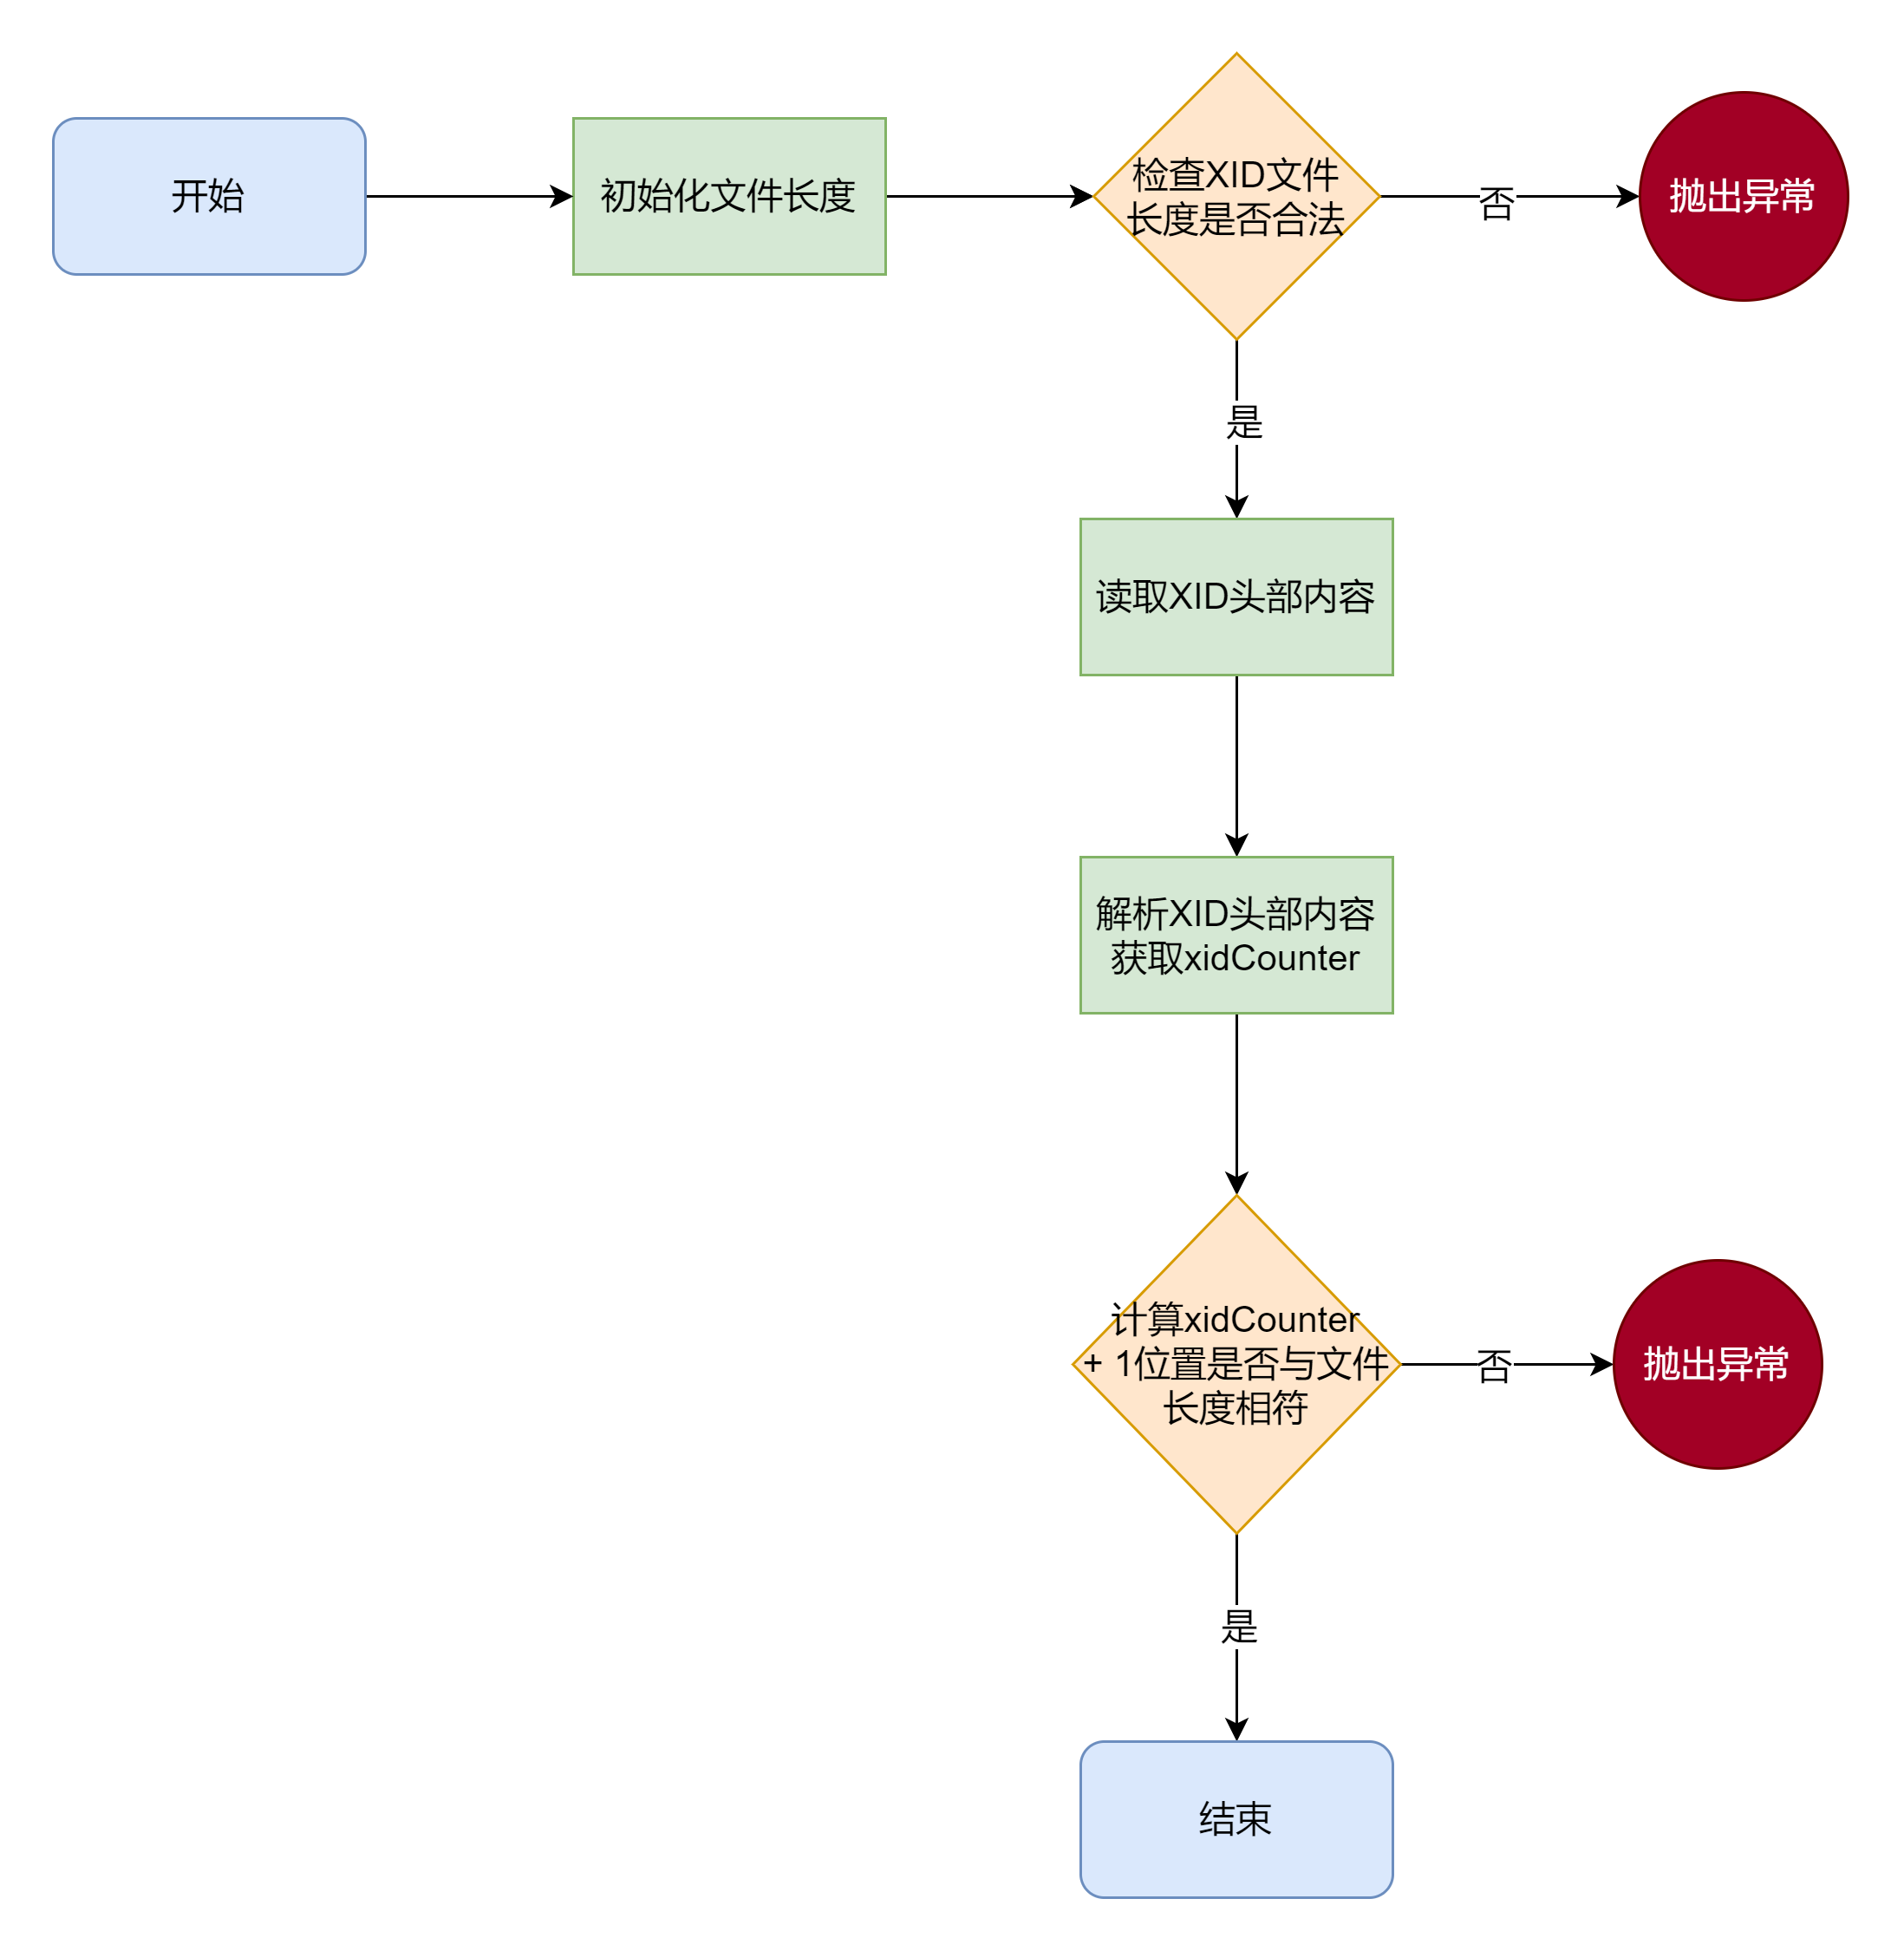 开始
初始化文件长度
检查XID文件
长度是否合法
否
抛出异常
是
读取XID头部内容
解析XID头部内容
获取xidCounter
计算xidCounter
+ 1位置是否与文件
长度相符
否
抛出异常
是
结束